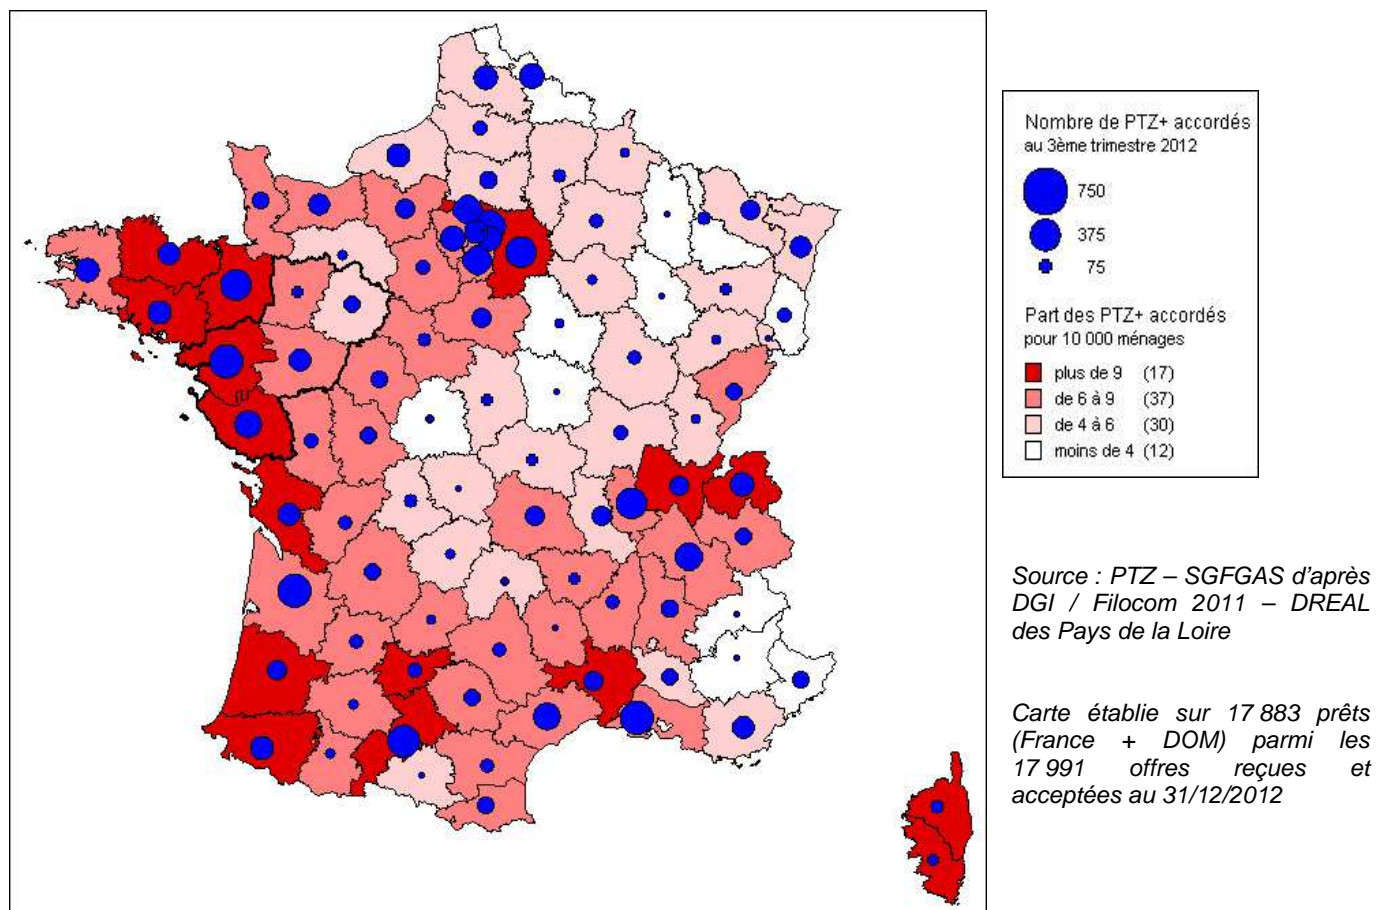 Nombre de PTZ+ accordés
au 3ème trimestre 2012
750
375
75
Part des PTZ+ accordés
pour 10 000 ménages
plus de 9 (17)
de 6 à 9 (37)
de 4 à 6 (30)
moins de 4 (12)
Source : PTZ – SGFGAS d'après
DGI / Filocom 2011 – DREAL
des Pays de la Loire
Carte établie sur 17 883 prêts
(France + DOM) parmi les
17 991 offres reçues et
acceptées au 31/12/2012